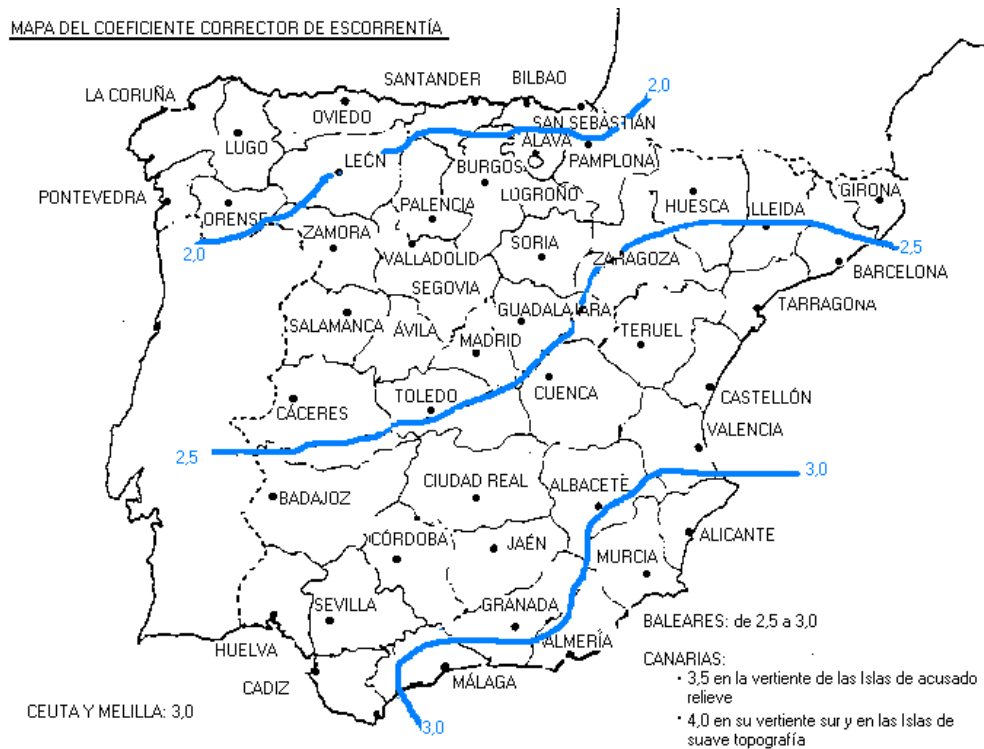 MAPA DEL COEFICIENTE CORRECTOR DE ESCORRENTÍA
SANTANDER
BILBAO
2,0
LA CORUÑA
OVIEDO
SAN SEBASTIÁN
LUGO
LEÓN
ÁLAVA
BURGOS
PAMPLONA
PONTEVEDRA
ORENSE
PALENCIA
LOGROÑO
HUESCA
LLEIDA
GIRONA
2,0
ZAMORA
VALLADOLID
SORIA
ZARAGOZA
2,5
BARCELONA
SEGOVIA
TARRAGONA
SALAMANCA
ÁVILA
GUADALAJARA
MADRID
TERUEL
CÁCERES
TOLEDO
CUENCA
CASTELLÓN
VALENCIA
2,5
BADAJOZ
CIUDAD REAL
ALBACETE
3,0
CÓRDOBA
JAÉN
MURCIA
ALICANTE
SEVILLA
GRANADA
HUELVA
ALMERÍA
BALEARES: de 2,5 a 3,0
CADIZ
MÁLAGA
CANARIAS:
· 3,5 en la vertiente de las Islas de acusado
relieve
CEUTA Y MELILLA: 3,0
3,0
· 4,0 en su vertiente sur y en las Islas de
suave topografía